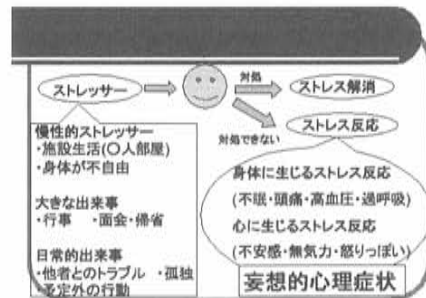 ストレッサー
対処
ストレス解消
対処できない
ストレス反応
慢性的ストレッサー
・施設生活(〇人部屋)
・身体が不自由
大きな出来事
・行事 ・面会・帰省
日常的出来事
・他者とのトラブル ・孤独
・予定外の行動
身体に生じるストレス反応
(不眠・頭痛・高血圧・過呼吸)
心に生じるストレス反応
(不安感・無気力・怒りっぽい)
妄想的心理症状